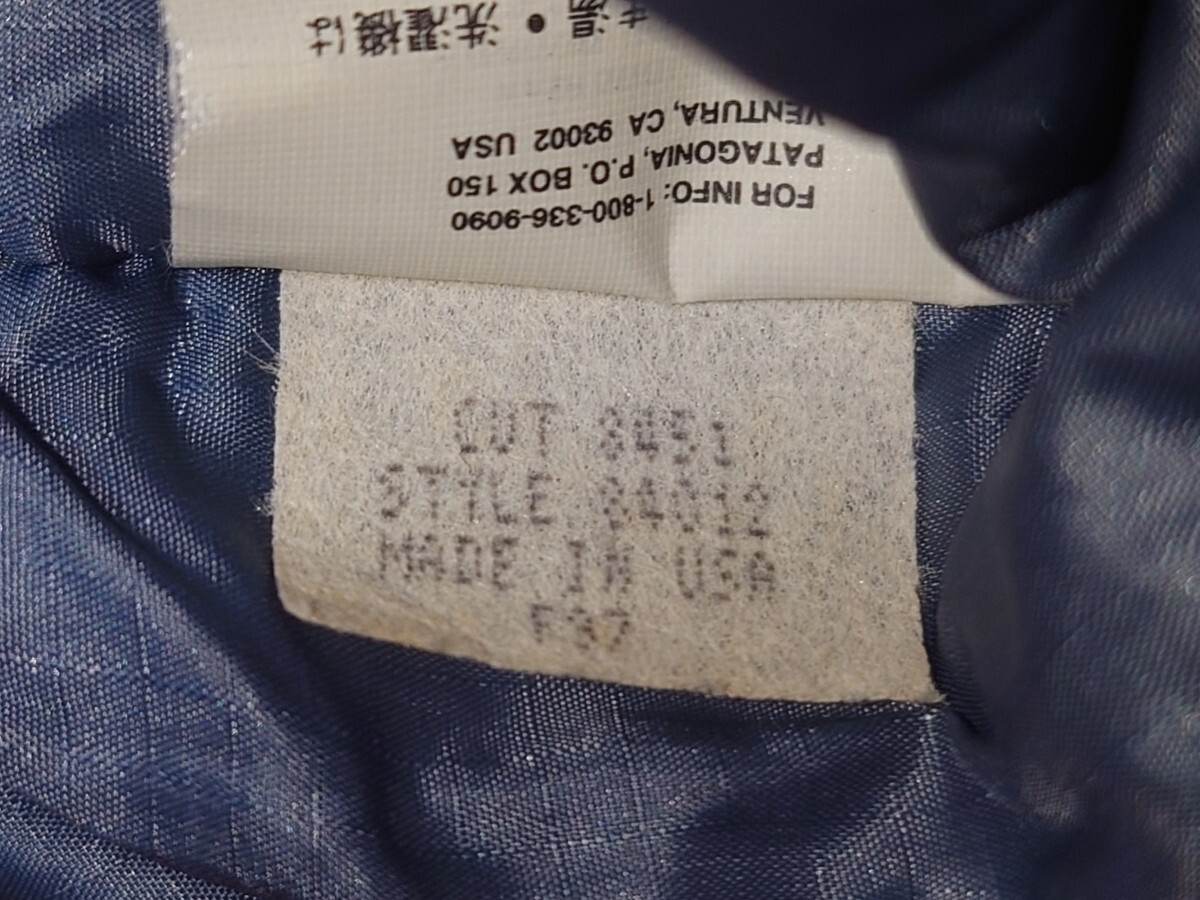 洗濯機は
FOR INFO: 1-800-336-9090
PATAGONIA, P.O. BOX 150
VENTURA, CA 93002 USA
CUT 8451
STYLE 84012
MADE IN USA
F97